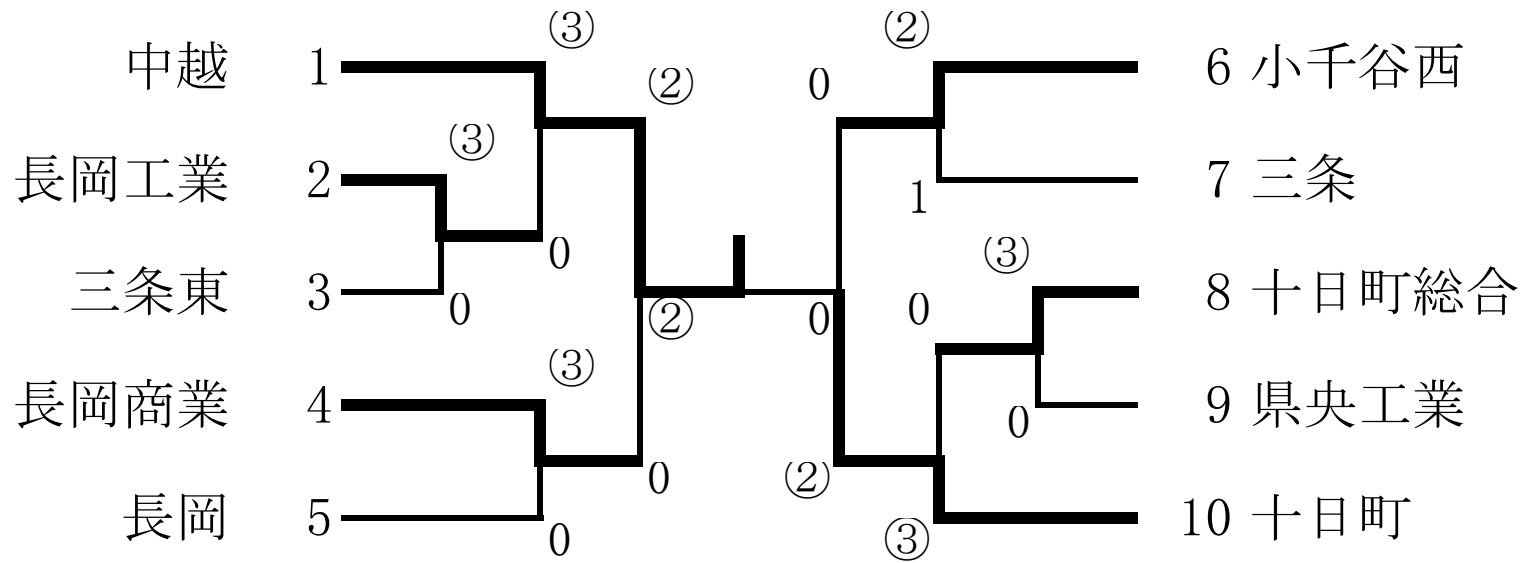 ③ ②
中越 1 ② 0 6 小千谷西
③
長岡工業 2 1 7 三条
0 ③
三条東 3 0 ② 0 0 8 十日町総合
③
長岡商業 4 0 9 県央工業
0 ②
長岡 5 0 ③ 10 十日町